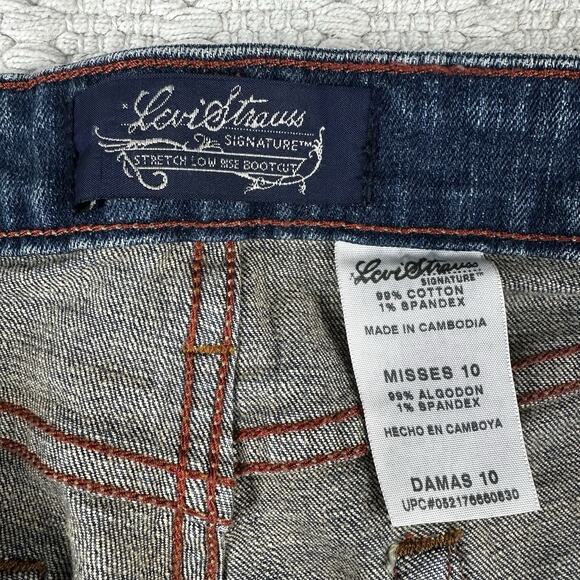 Levi Strauss
SIGNATURE™
STRETCH LOW RISE BOOTCUT
Levi Strauss
SIGNATURE™
99% COTTON
1% SPANDEX
MADE IN CAMBODIA
MISSES 10
99% ALGODON
1% SPANDEX
HECHO EN CAMBOYA
DAMAS 10
UPC#052176660830